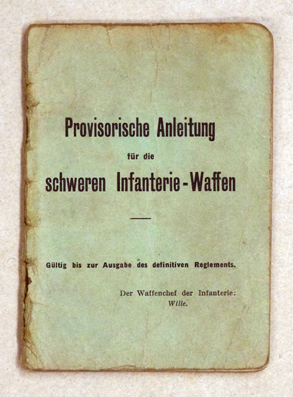 Provisorische Anleitung
für die
schweren Infanterie-Waffen
Gültig bis zur Ausgabe des definitiven Reglements.
Der Waffenchef der Infanterie:
Wille.